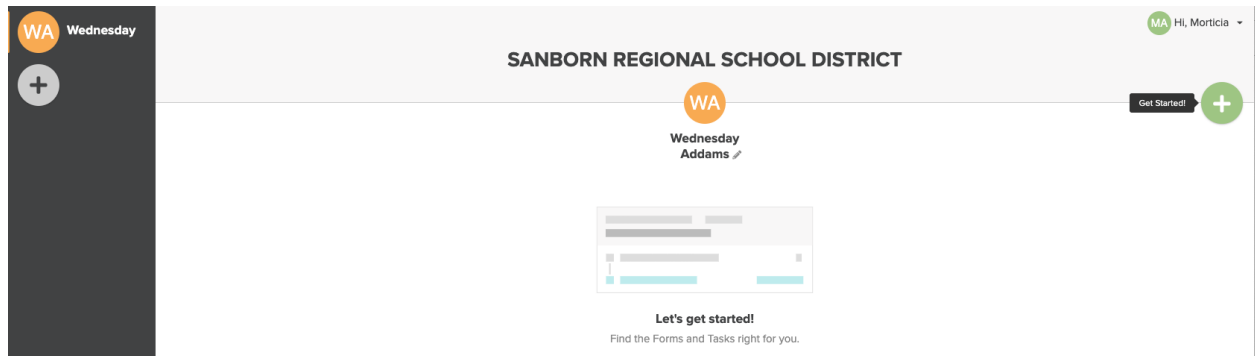 WA
Wednesday
+
MA Hi, Morticia
SANBORN REGIONAL SCHOOL DISTRICT
WA
Get Started!
+
Wednesday
Addams
Let's get started!
Find the Forms and Tasks right for you.